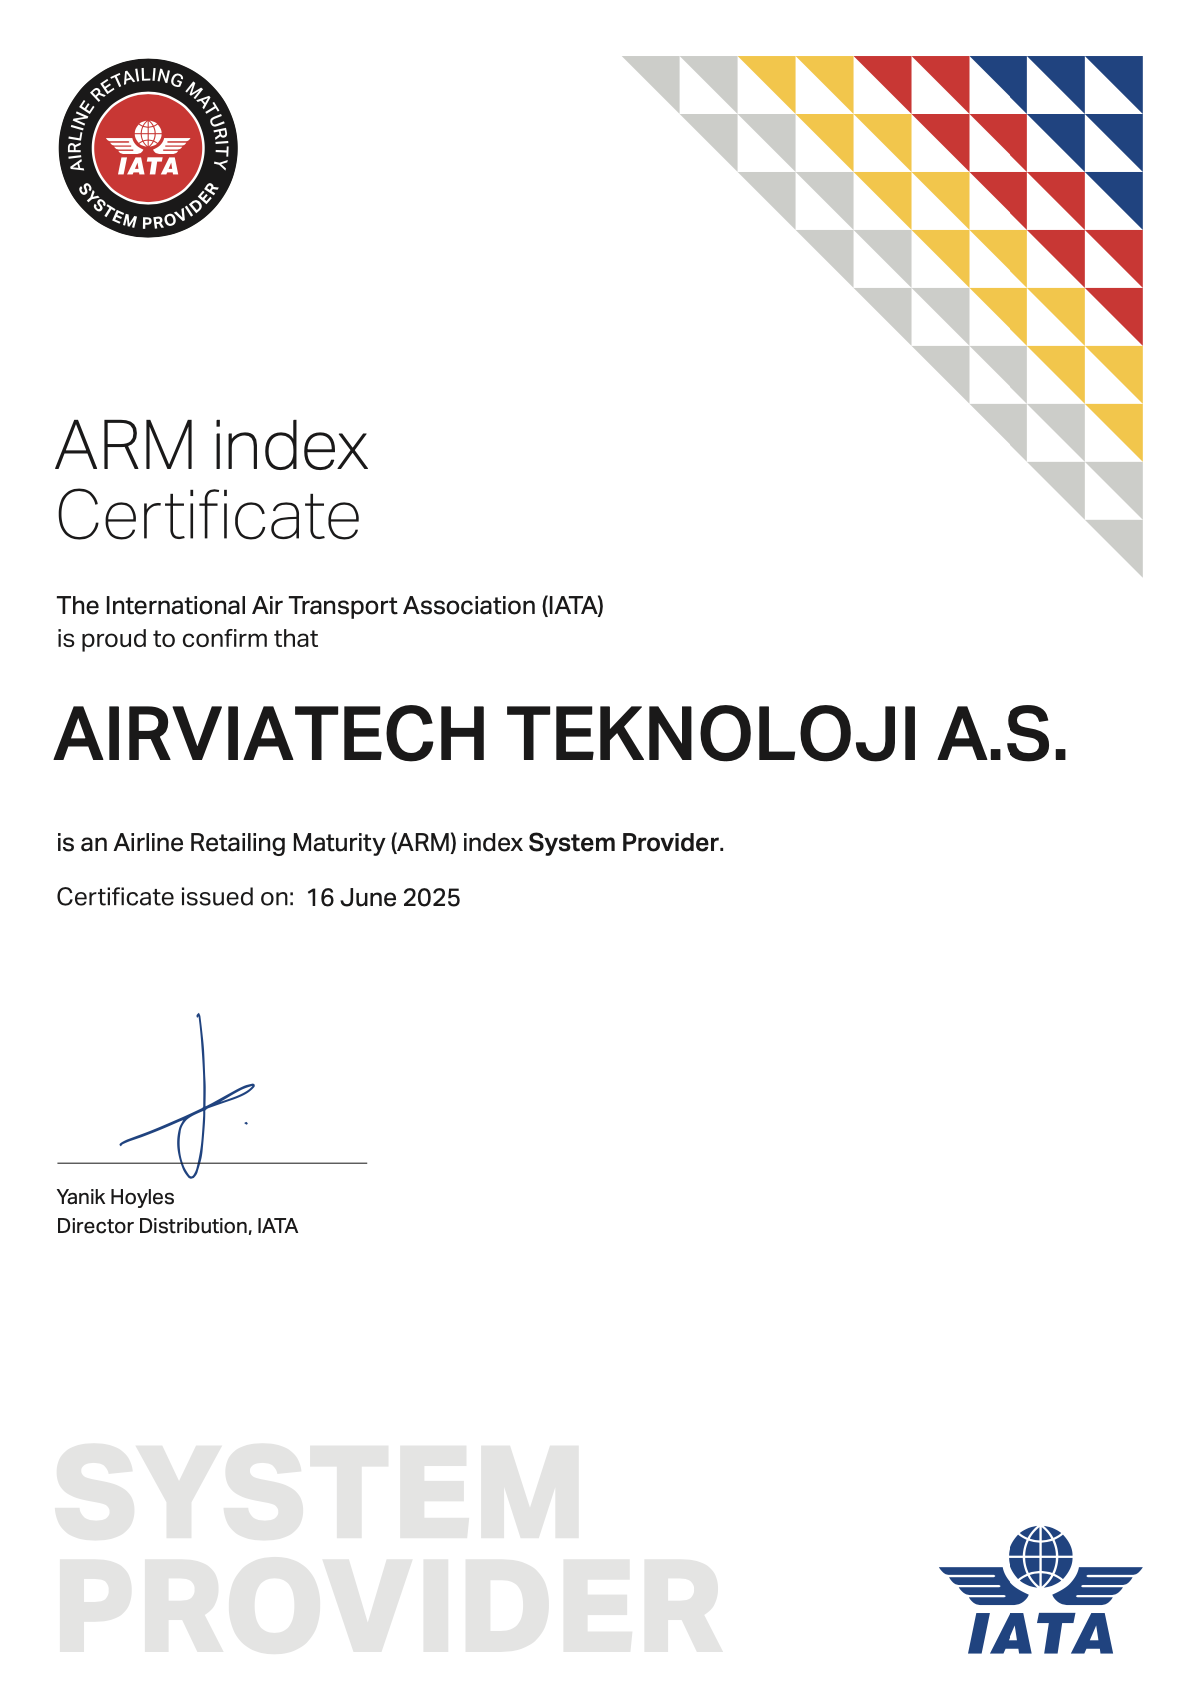 AIRLINE RETAILING MATURITY
IATA
SYSTEM PROVIDER
ARM index
Certificate
The International Air Transport Association (IATA)
is proud to confirm that
AIRVIATECH TEKNOLOJI A.S.
is an Airline Retailing Maturity (ARM) index System Provider.
Certificate issued on: 16 June 2025
Yanik Hoyles
Director Distribution, IATA
SYSTEM
PROVIDER
IATA